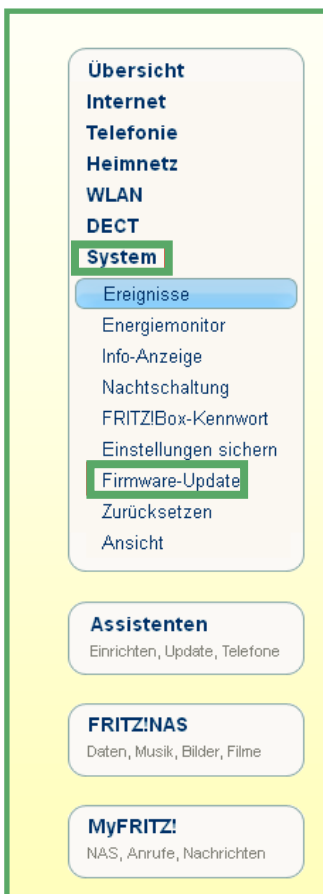 Übersicht
Internet
Telefonie
Heimnetz
WLAN
DECT
System
Ereignisse
Energiemonitor
Info-Anzeige
Nachtschaltung
FRITZ!Box-Kennwort
Einstellungen sichern
Firmware-Update
Zurücksetzen
Ansicht
Assistenten
Einrichten, Update, Telefone
FRITZ!NAS
Daten, Musik, Bilder, Filme
MyFRITZ!
NAS, Anrufe, Nachrichten